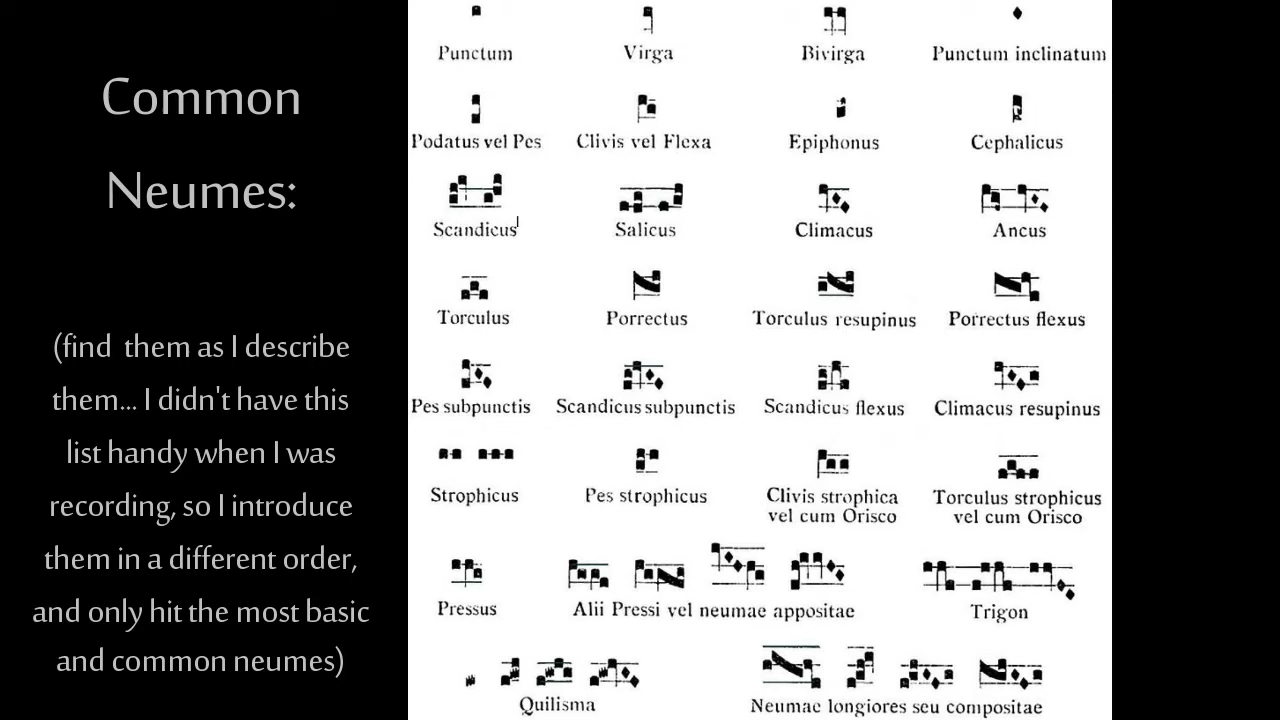 Common
Neumes:
(find them as I describe
them... I didn't have this
list handy when I was
recording, so I introduce
them in a different order,
and only hit the most basic
and common neumes)
Punctum Virga Bivirga Punctum inclinatum
Podatus vel Pes Clivis vel Flexa Epiphonus Cephalicus
Scandicus Salicus Climacus Ancus
Torculus Porrectus Torculus resupinus Porrectus flexus
Pes subpunctis Scandicus subpunctis Scandicus flexus Climacus resupinus
Strophicus Pes strophicus Clivis strophica Torculus strophicus
vel cum Orisco vel cum Orisco
Pressus Alii Pressi vel neumae appositae Trigon
Quilisma Neumae longiores seu compositae